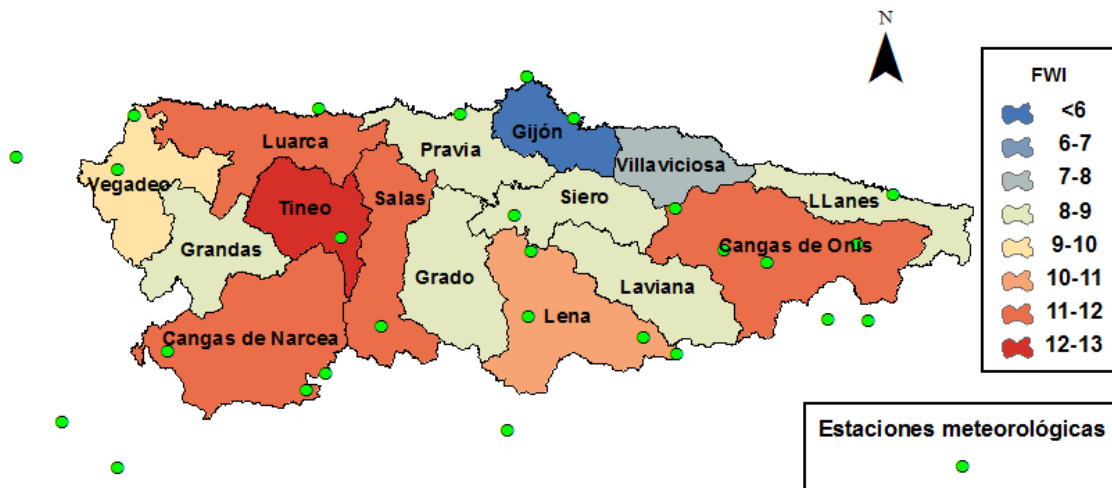 N
FWI
<6
6-7
7-8
8-9
9-10
10-11
11-12
12-13
Gijón
Luarca
Pravia
Villaviciosa
Vegadeo
Salas
Siero
LLanes
Tineo
Grandas
Cangas de Onis
Grado
Laviana
Lena
Cangas de Narcea
Estaciones meteorológicas